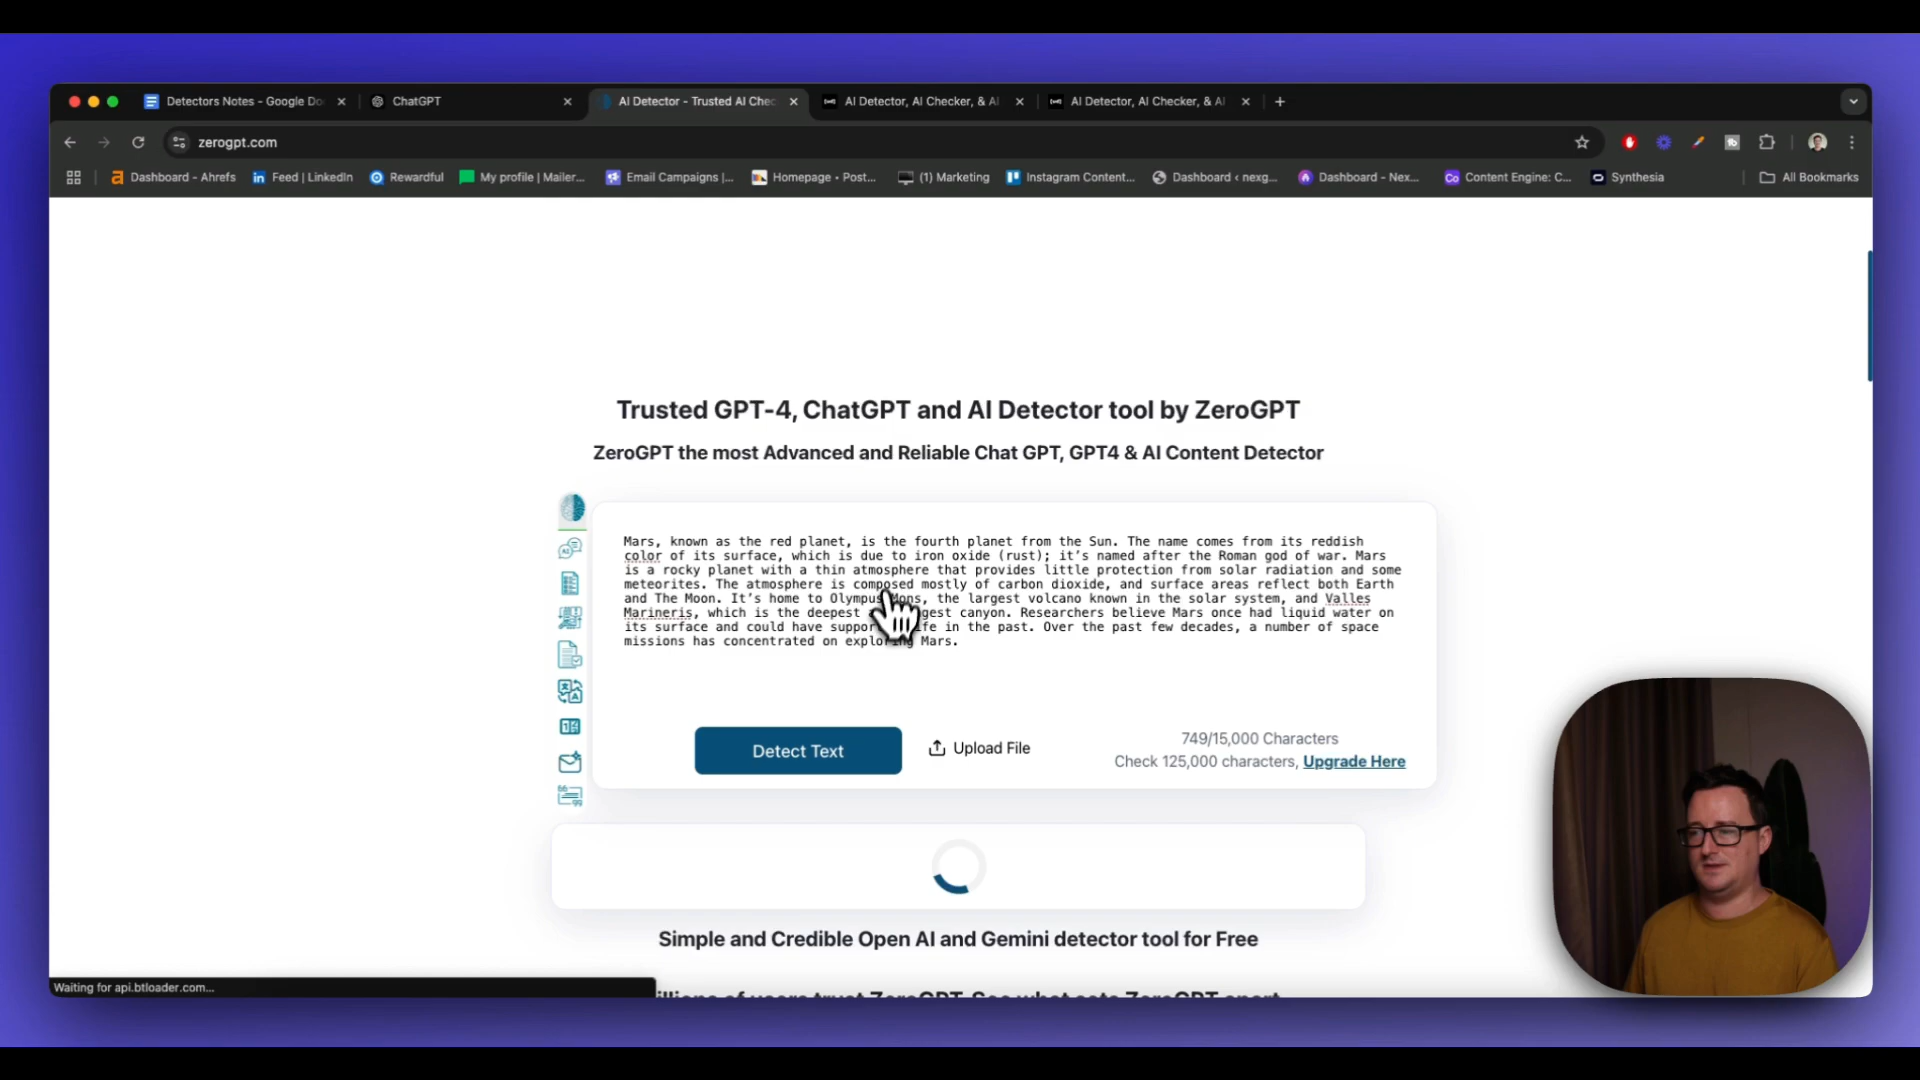 Detectors Notes - Google Do
ChatGPT
AI Detector - Trusted AI Chec
AI Detector, AI Checker, & AI
AI Detector, AI Checker, & AI
zerogpt.com
Dashboard - Ahrefs
Feed | LinkedIn
Rewardful
My profile | Mailer...
Email Campaigns |...
Homepage • Post...
(1) Marketing
Instagram Content...
Dashboard ‹ nexg...
Dashboard - Nex...
Content Engine: C...
Synthesia
All Bookmarks
Trusted GPT-4, ChatGPT and AI Detector tool by ZeroGPT
ZeroGPT the most Advanced and Reliable Chat GPT, GPT4 & AI Content Detector
Mars, known as the red planet, is the fourth planet from the Sun. The name comes from its reddish
color of its surface, which is due to iron oxide (rust); it's named after the Roman god of war. Mars
is a rocky planet with a thin atmosphere that provides little protection from solar radiation and some
meteorites. The atmosphere is composed mostly of carbon dioxide, and surface areas reflect both Earth
and The Moon. It's home to Olympus Mons, the largest volcano known in the solar system, and Valles
Marineris, which is the deepest canyon. Researchers believe Mars once had liquid water on
its surface and could have in the past. Over the past few decades, a number of space
missions has concentrated on exploring Mars.
Detect Text
Upload File
749/15,000 Characters
Check 125,000 characters, Upgrade Here
Simple and Credible Open AI and Gemini detector tool for Free
Waiting for api.btloader.com...